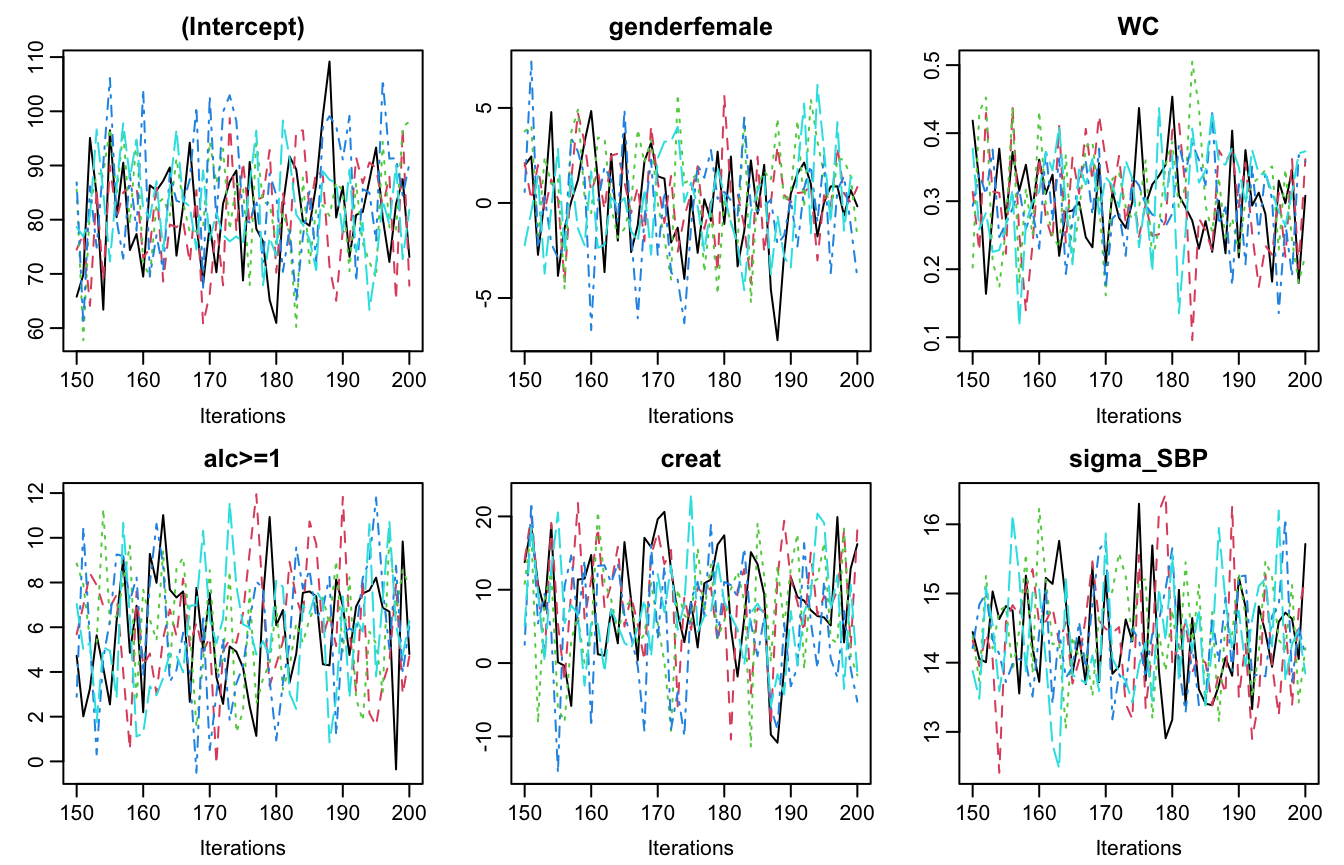 (Intercept)
110
100
90
80
70
60
150 160 170 180 190 200
Iterations
genderfemale
5
0
-5
150 160 170 180 190 200
Iterations
WC
0.5
0.4
0.3
0.2
0.1
150 160 170 180 190 200
Iterations
alc>=1
12
10
8
6
4
2
0
150 160 170 180 190 200
Iterations
creat
20
10
0
-10
150 160 170 180 190 200
Iterations
sigma_SBP
16
15
14
13
150 160 170 180 190 200
Iterations